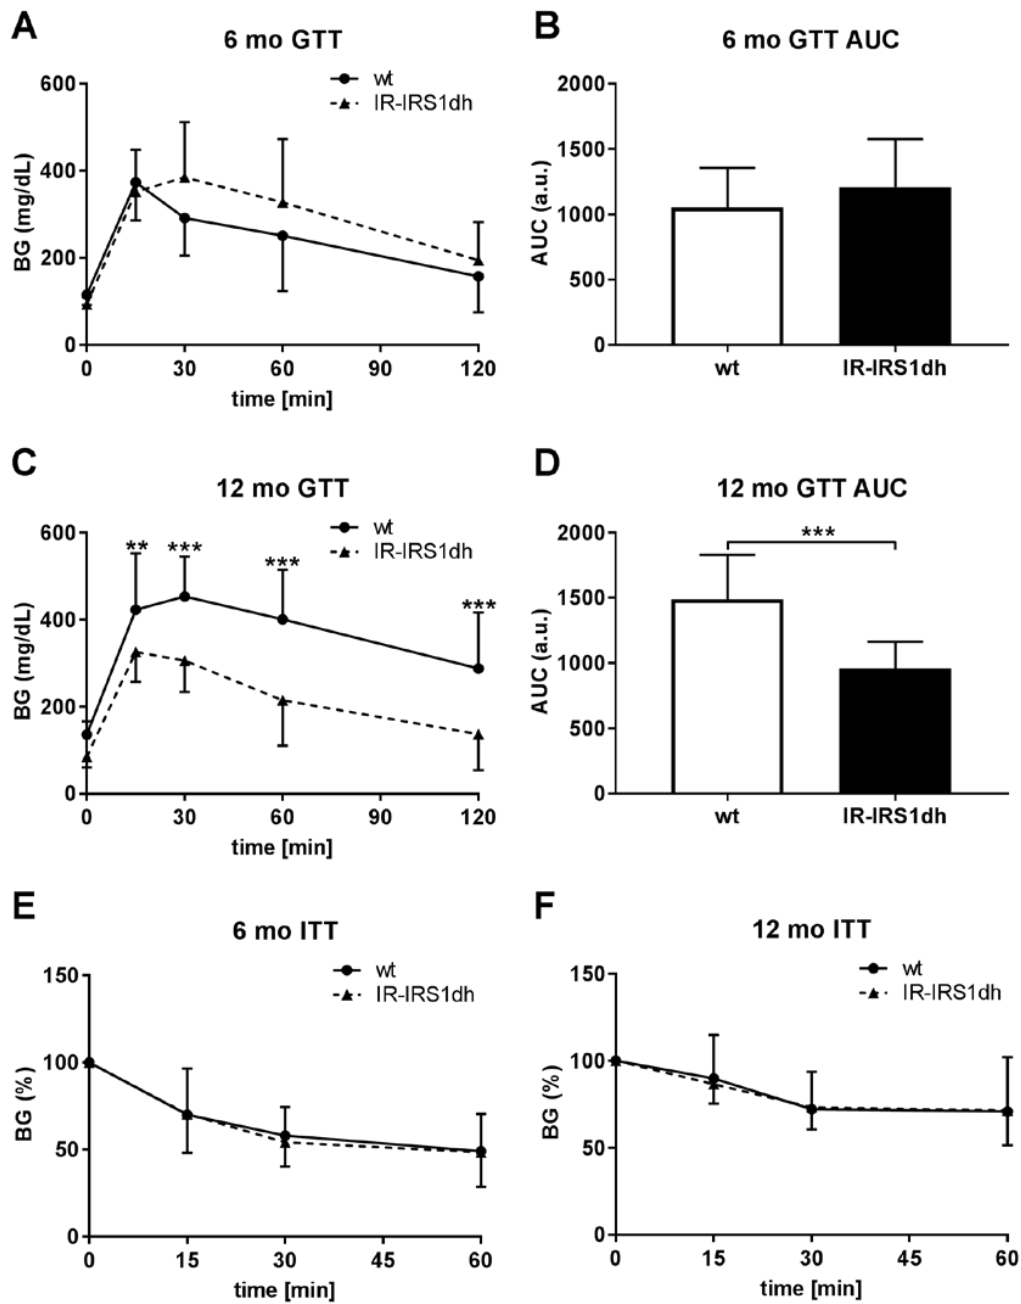 A
6 mo GTT
wt
IR-IRS1dh
BG (mg/dL)
600
400
200
0
0 30 60 90 120
time [min]
B
6 mo GTT AUC
AUC (a.u.)
2000
1500
1000
500
0
wt IR-IRS1dh
C
12 mo GTT
wt
IR-IRS1dh
BG (mg/dL)
600
400
200
0
** *** *** ***
0 30 60 90 120
time [min]
D
12 mo GTT AUC
AUC (a.u.)
2000
1500
1000
500
0
***
wt IR-IRS1dh
E
6 mo ITT
wt
IR-IRS1dh
BG (%)
150
100
50
0
0 15 30 45 60
time [min]
F
12 mo ITT
wt
IR-IRS1dh
BG (%)
150
100
50
0
0 15 30 45 60
time [min]